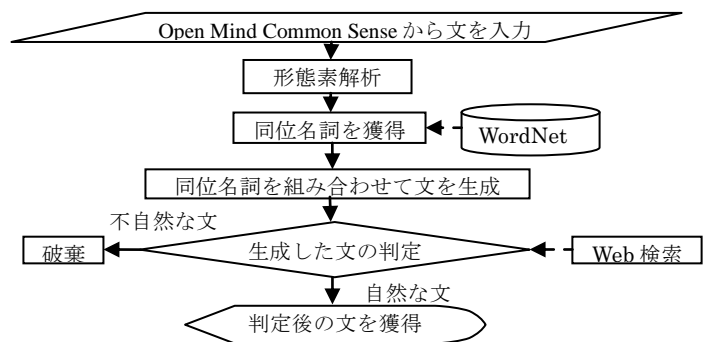 Open Mind Common Sense から文を入力
形態素解析
同位名詞を獲得
WordNet
同位名詞を組み合わせて文を生成
不自然な文
破棄
生成した文の判定
Web 検索
自然な文
判定後の文を獲得